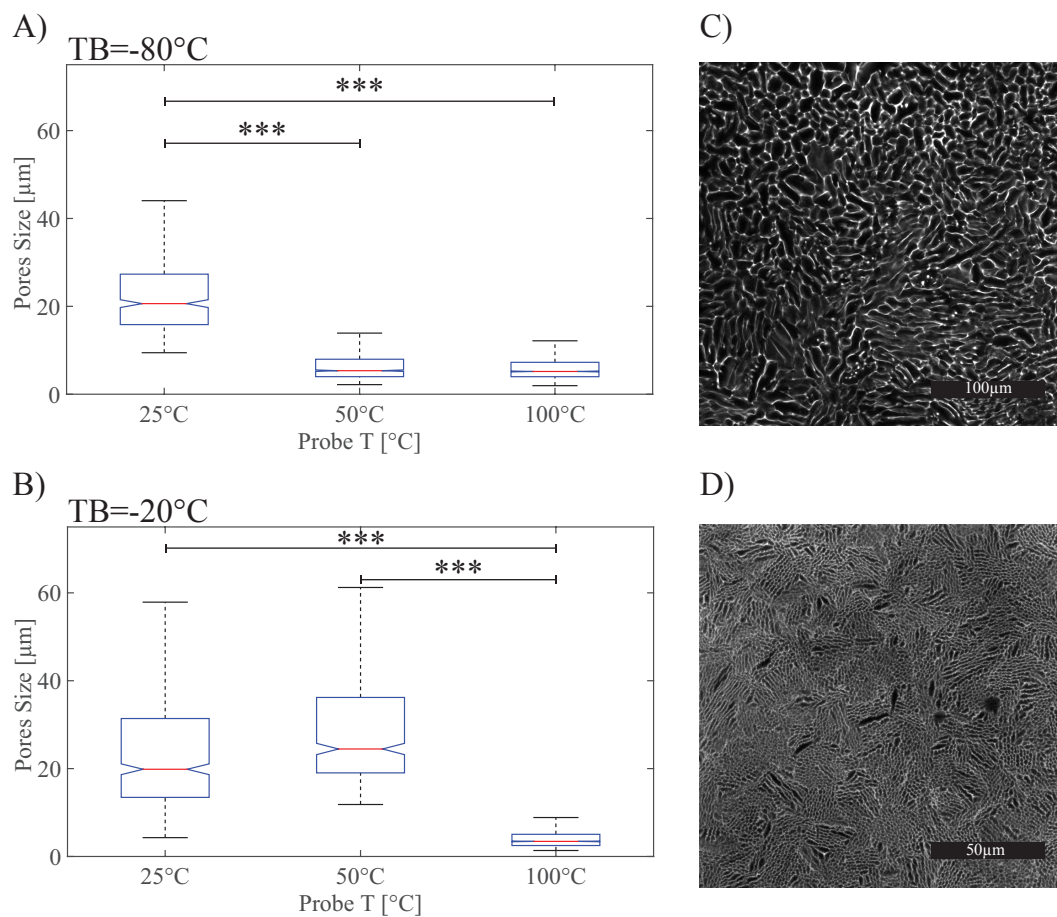 A)
TB=-80°C
***
***
60
40
20
0
Pores Size [μm]
25°C 50°C 100°C
Probe T [°C]
C)
100μm
B)
TB=-20°C
***
***
60
40
20
0
Pores Size [μm]
25°C 50°C 100°C
Probe T [°C]
D)
50μm